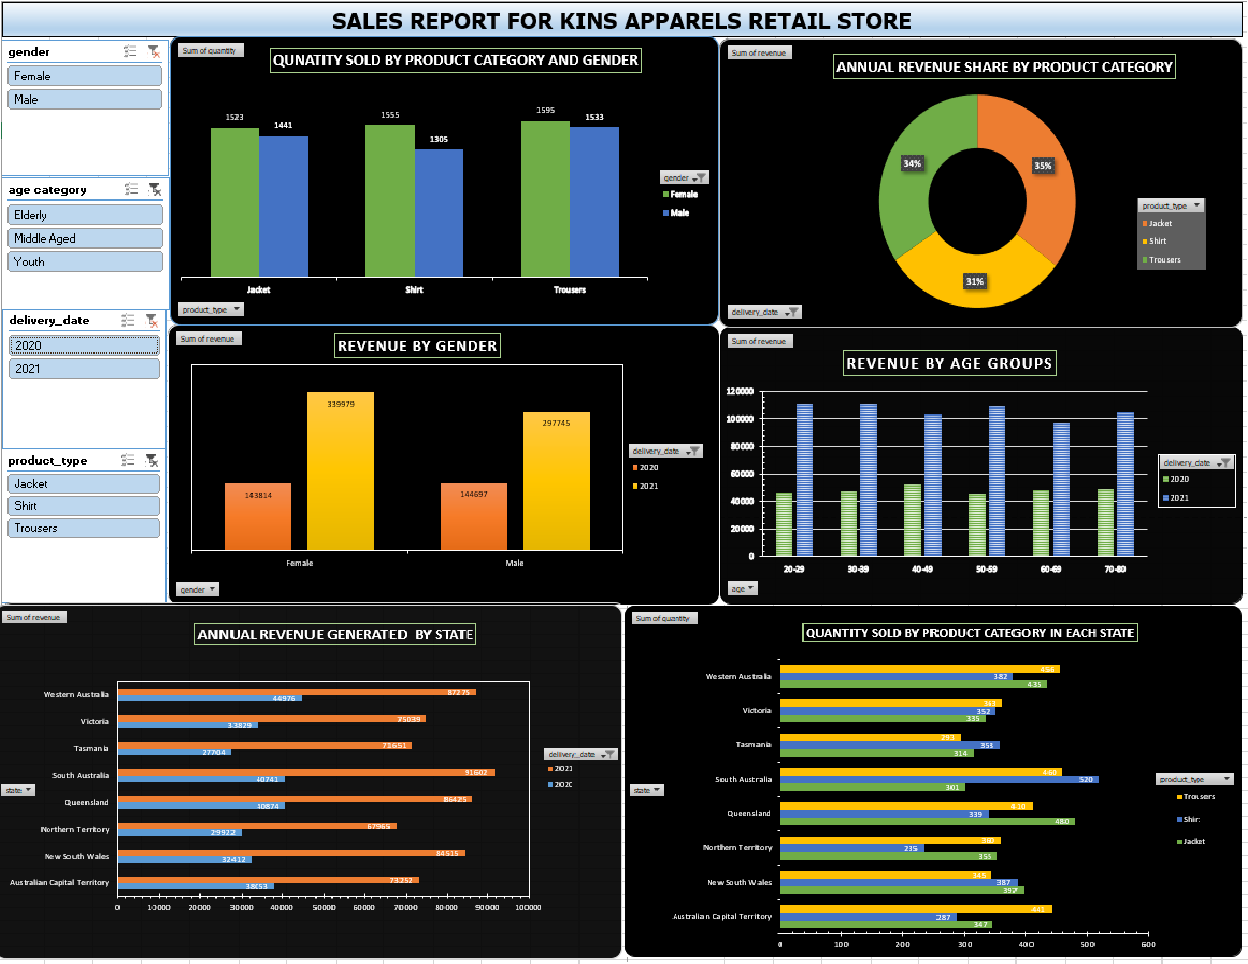 SALES REPORT FOR KINS APPARELS RETAIL STORE
gender
Female
Male
age category
Elderly
Middle Aged
Youth
delivery_date
2020
2021
product_type
Jacket
Shirt
Trousers
Sum of quantity
QUNATITY SOLD BY PRODUCT CATEGORY AND GENDER
1523
1441
1555
1305
1595
1533
Jacket
Shirt
Trousers
gender
Female
Male
product_type
Sum of revenue
ANNUAL REVENUE SHARE BY PRODUCT CATEGORY
34%
35%
31%
product_type
Jacket
Shirt
Trousers
delivery_date
Sum of revenue
REVENUE BY GENDER
143814
339979
144697
297745
Female
Male
delivery_date
2020
2021
gender
Sum of revenue
REVENUE BY AGE GROUPS
120000
100000
80000
60000
40000
20000
0
20-29
30-39
40-49
50-59
60-69
70-80
delivery_date
2020
2021
age
Sum of revenue
ANNUAL REVENUE GENERATED BY STATE
Western Australia
87275
44976
Victoria
75039
33829
Tasmania
71651
27704
South Australia
91602
40741
Queensland
86425
40874
Northern Territory
67965
29922
New South Wales
84515
32412
Australian Capital Territory
73252
38053
0
10000
20000
30000
40000
50000
60000
70000
80000
90000
100000
delivery_date
2021
2020
state
Sum of quantity
QUANTITY SOLD BY PRODUCT CATEGORY IN EACH STATE
Western Australia
456
382
435
Victoria
352
335
Tasmania
353
314
South Australia
460
520
301
Queensland
410
339
480
Northern Territory
360
235
355
New South Wales
345
387
397
Australian Capital Territory
441
287
347
0
100
200
300
400
500
600
product_type
Trousers
Shirt
Jacket
state